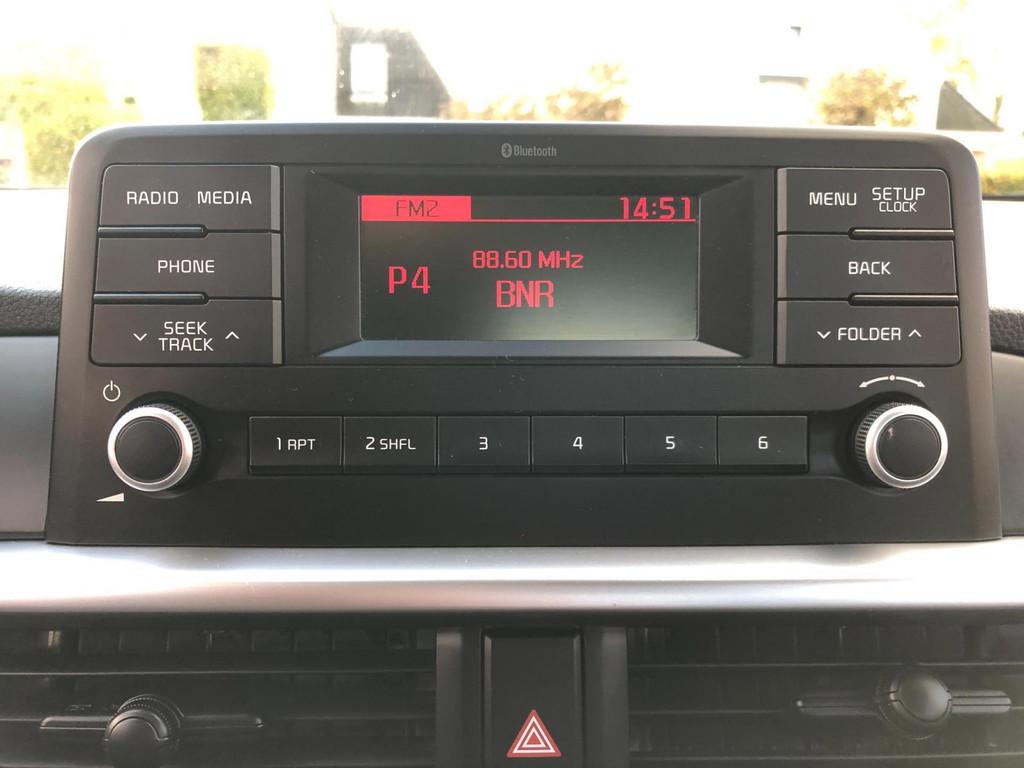 Bluetooth
RADIO MEDIA
PHONE
SEEK
TRACK
FM2 14:51
88.60 MHz
P4 BNR
MENU SETUP
CLOCK
BACK
FOLDER
1 RPT 2 SHFL 3 4 5 6